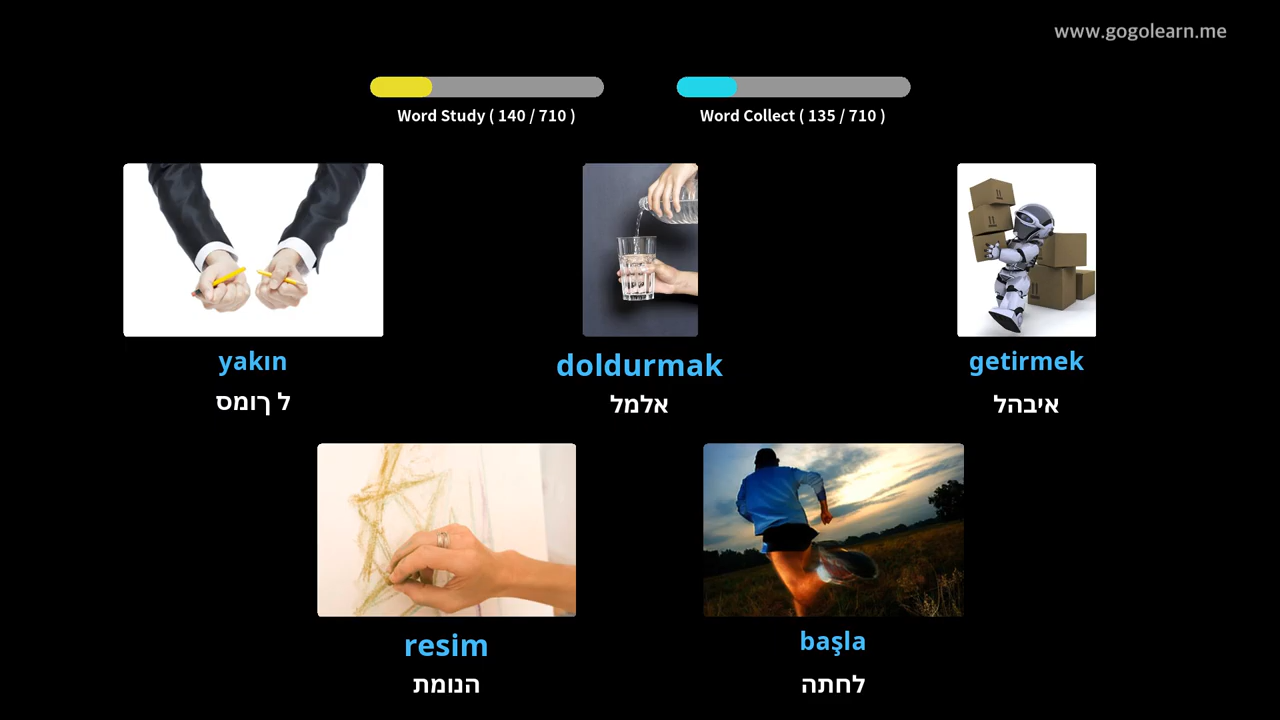 www.gogolearn.me
Word Study ( 140 / 710 )
Word Collect ( 135 / 710 )
yakın
ל ךומס
doldurmak
אלמל
getirmek
איבהל
resim
הנומת
başla
לחתה